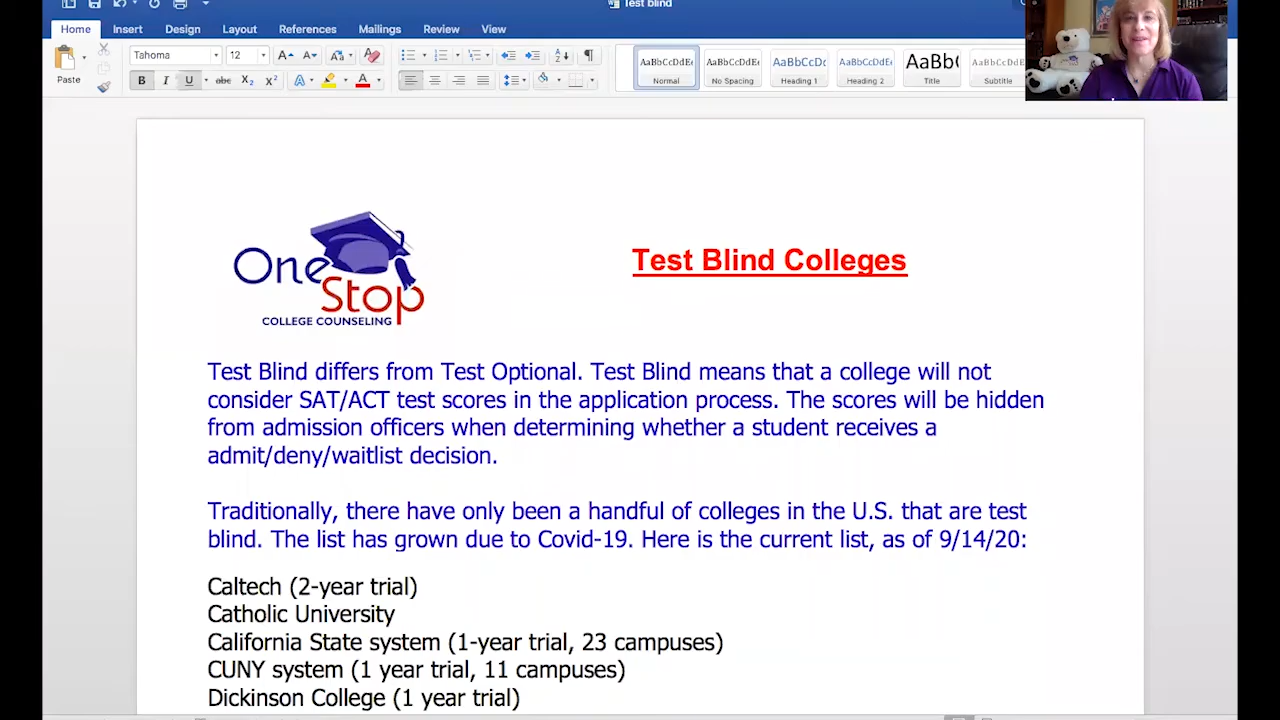 Test blind
Home Insert Design Layout References Mailings Review View
Paste
Tahoma 12
B I U abc X2 X2 A A
AaBbCcDdEe AaBbCcDdEe AaBbCcDc AaBbCcDdEe AaBb( AaBbCcDdEe
Normal No Spacing Heading 1 Heading 2 Title Subtitle
One
Stop
COLLEGE COUNSELING
Test Blind Colleges
Test Blind differs from Test Optional. Test Blind means that a college will not
consider SAT/ACT test scores in the application process. The scores will be hidden
from admission officers when determining whether a student receives a
admit/deny/waitlist decision.
Traditionally, there have only been a handful of colleges in the U.S. that are test
blind. The list has grown due to Covid-19. Here is the current list, as of 9/14/20:
Caltech (2-year trial)
Catholic University
California State system (1-year trial, 23 campuses)
CUNY system (1 year trial, 11 campuses)
Dickinson College (1 year trial)